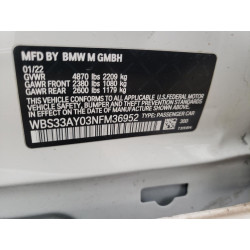 MFD BY BMW M GMBH
01/22
GVWR 4870 lbs 2209 kg
GAWR FRONT 2380 lbs 1080 kg
GAWR REAR 2600 lbs 1179 kg
THIS VEHICLE CONFORMS TO ALL APPLICABLE U.S. FEDERAL MOTOR
VEHICLE SAFETY, BUMPER, AND THEFT PREVENTION STANDARDS
IN EFFECT ON THE DATE OF MANUFACTURE SHOWN ABOVE.
WBS33AY03NFM36952
TYPE: PASSENGER CAR
300